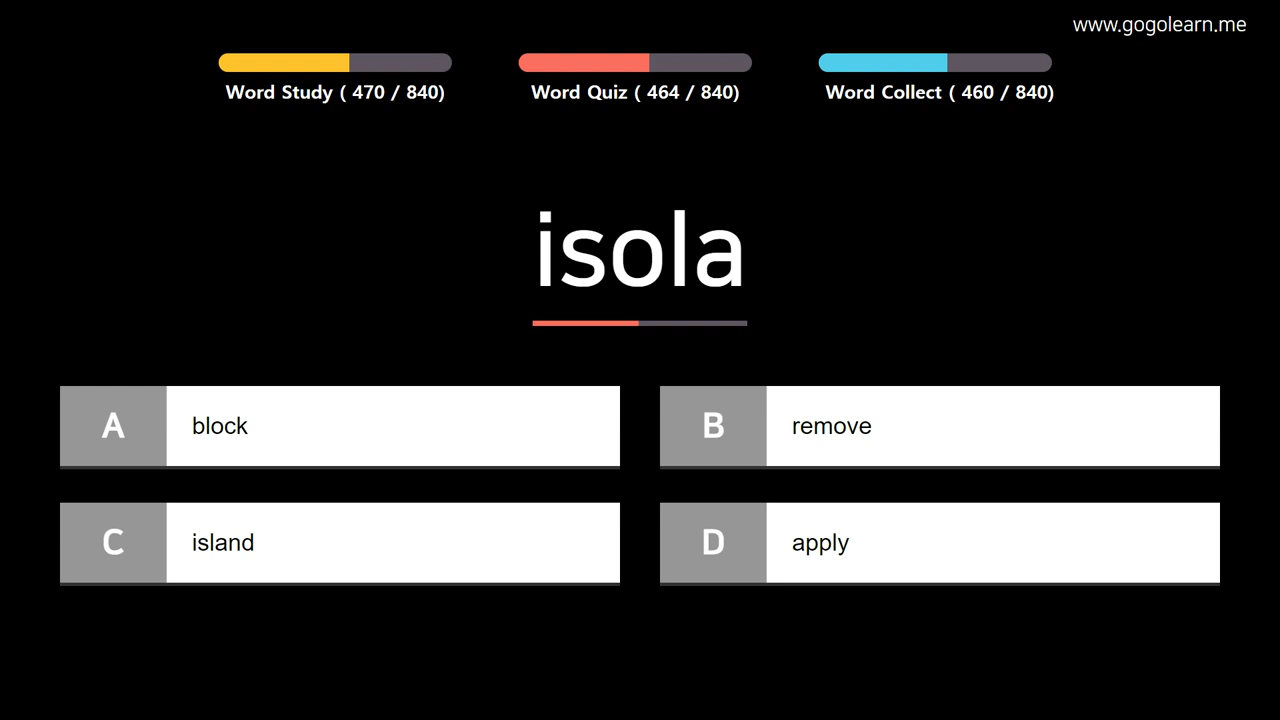 www.gogolearn.me
Word Study ( 470 / 840)
Word Quiz ( 464 / 840)
Word Collect ( 460 / 840)
isola
A block
B remove
C island
D apply